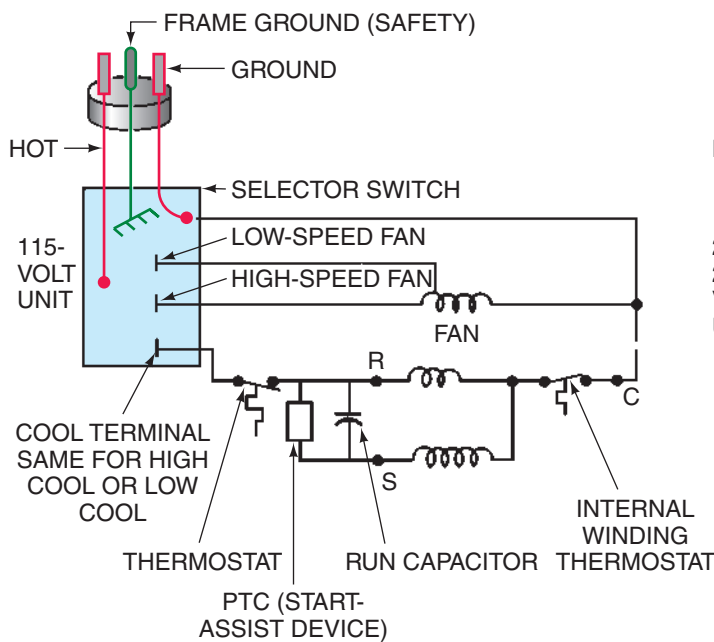 FRAME GROUND (SAFETY)
GROUND
HOT
SELECTOR SWITCH
115-
VOLT
UNIT
LOW-SPEED FAN
HIGH-SPEED FAN
FAN
R
C
S
COOL TERMINAL
SAME FOR HIGH
COOL OR LOW
COOL
THERMOSTAT
RUN CAPACITOR
INTERNAL
WINDING
THERMOSTAT
PTC (START-
ASSIST DEVICE)